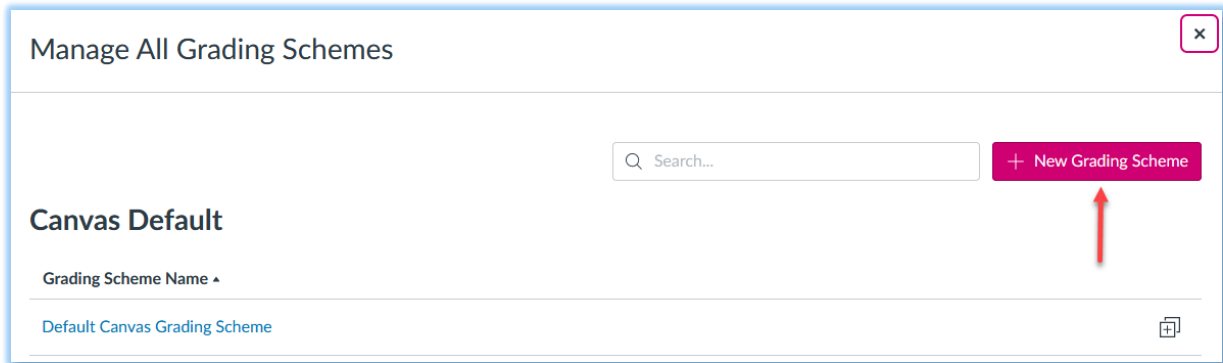 Manage All Grading Schemes
Search...
+ New Grading Scheme
Canvas Default
Grading Scheme Name
Default Canvas Grading Scheme